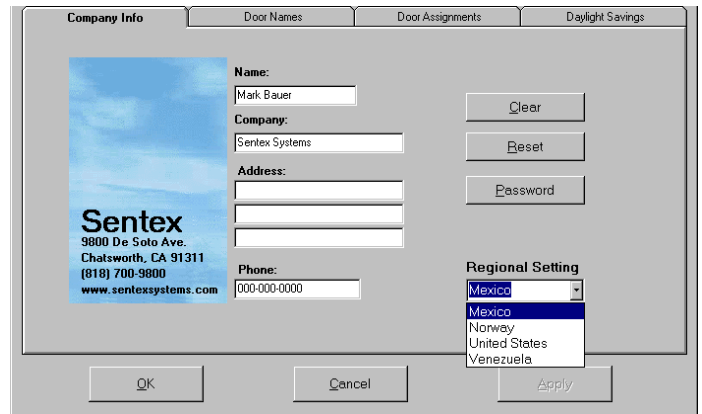 Company Info
Door Names
Door Assignments
Daylight Savings
Name:
Mark Bauer
Company:
Sentex Systems
Address:
Phone:
000-000-0000
Sentex
9800 De Soto Ave.
Chatsworth, CA 91311
(818) 700-9800
www.sentexsystems.com
Clear
Reset
Password
Regional Setting
Mexico
Mexico
Norway
United States
Venezuela
OK
Cancel
Apply